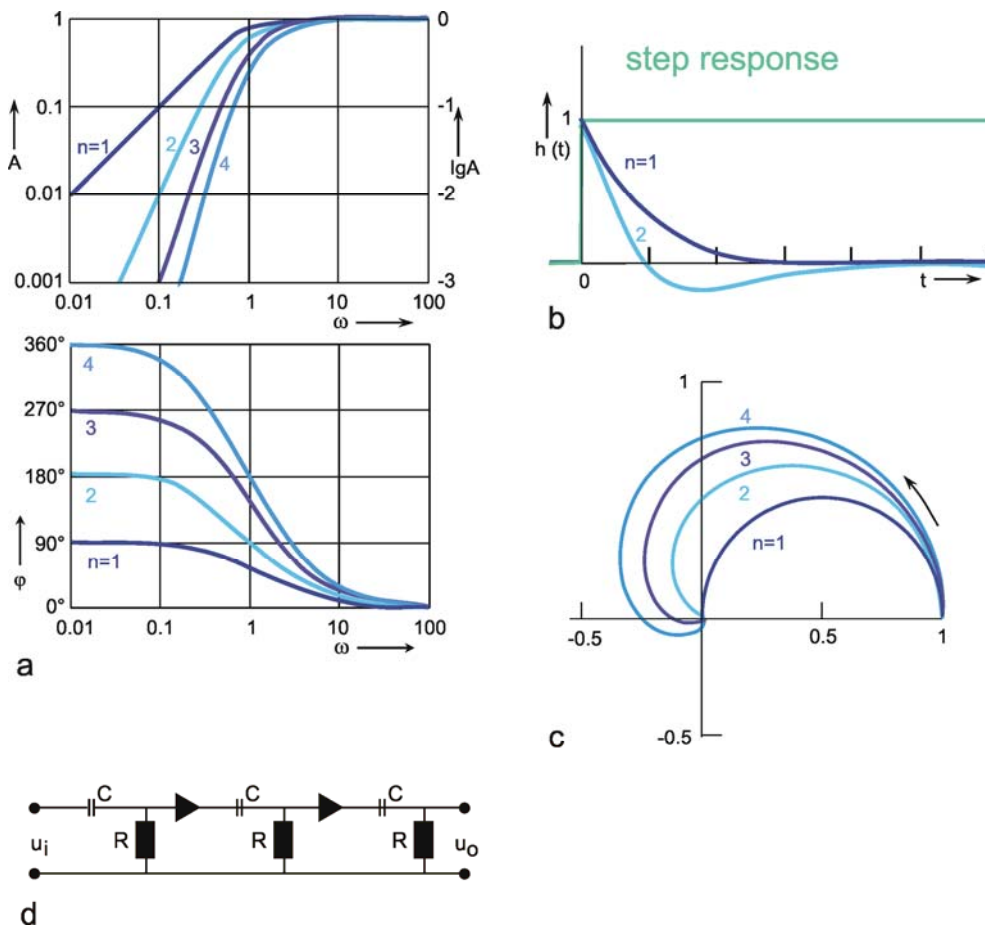 1
0.1
A
0.01
0.001
0
-1
lgA
-2
-3
n=1
2
3
4
0.01 0.1 1 10 100
ω
360°
270°
180°
90°
0°
φ
4
3
2
n=1
0.01 0.1 1 10 100
ω
a
step response
1
h (t)
n=1
2
0
t
b
1
4
3
2
n=1
-0.5 0.5 1
-0.5
c
C C C
u_i R R R u_o
d